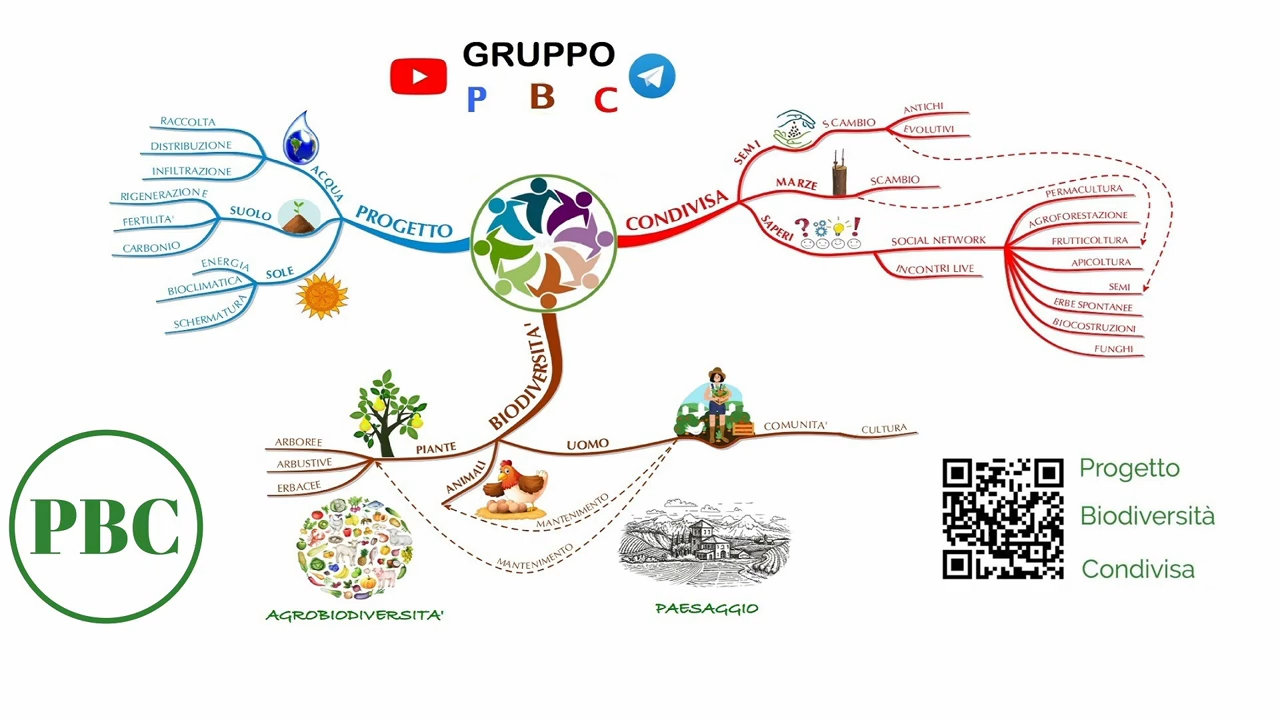 GRUPPO
P B C
RACCOLTA
DISTRIBUZIONE
INFILTRAZIONE
ACQUA
RIGENERAZIONE
FERTILITA'
CARBONIO
SUOLO
ENERGIA
BIOCLIMATICA
SCHERMATURA
SOLE
PROGETTO
CONDIVISA
SEMI
SCAMBIO
ANTICHI
EVOLUTIVI
MARZE
SCAMBIO
SAPERI
SOCIAL NETWORK
INCONTRI LIVE
PERMACULTURA
AGROFORESTAZIONE
FRUTTICOLTURA
APICOLTURA
SEMI
ERBE SPONTANEE
BIOCOSTRUZIONI
FUNGHI
BIODIVERSITA'
PIANTE
ARBOREE
ARBUSTIVE
ERBACEE
ANIMALI
UOMO
COMUNITA'
CULTURA
MANTENIMENTO
MANTENIMENTO
AGROBIODIVERSITA'
PAESAGGIO
PBC
Progetto
Biodiversità
Condivisa